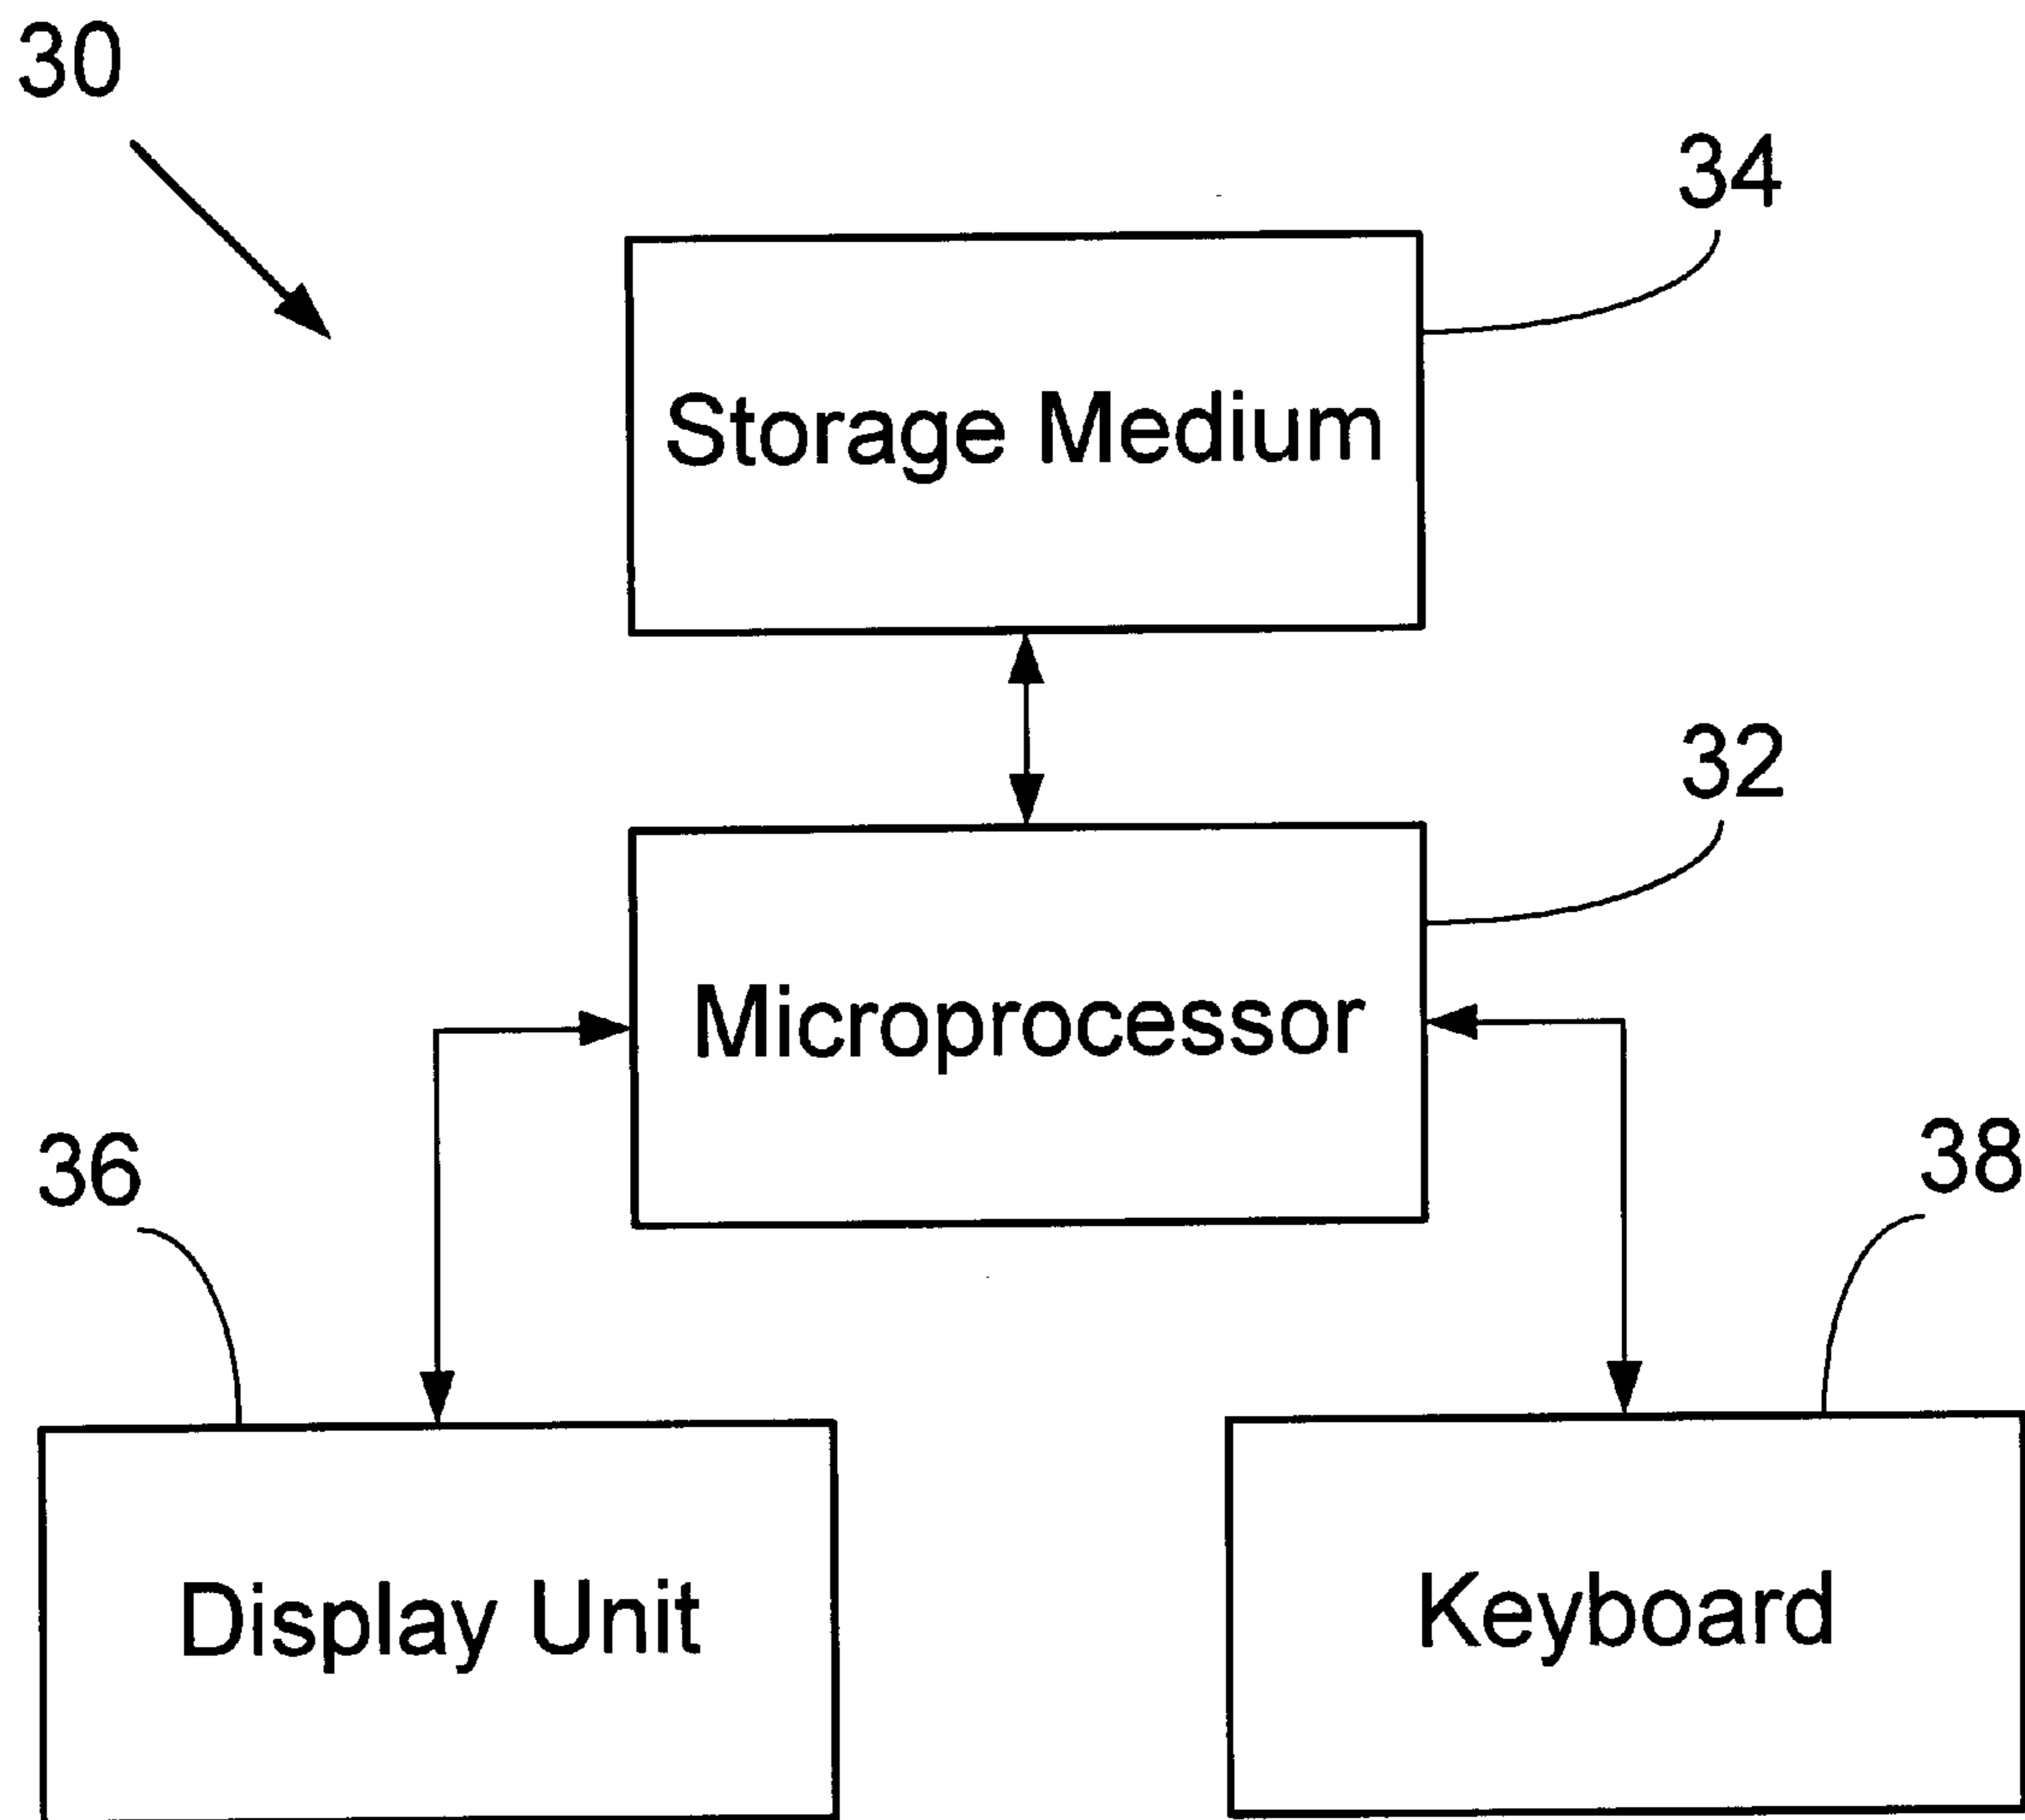 30
34
Storage Medium
32
Microprocessor
36
38
Display Unit
Keyboard